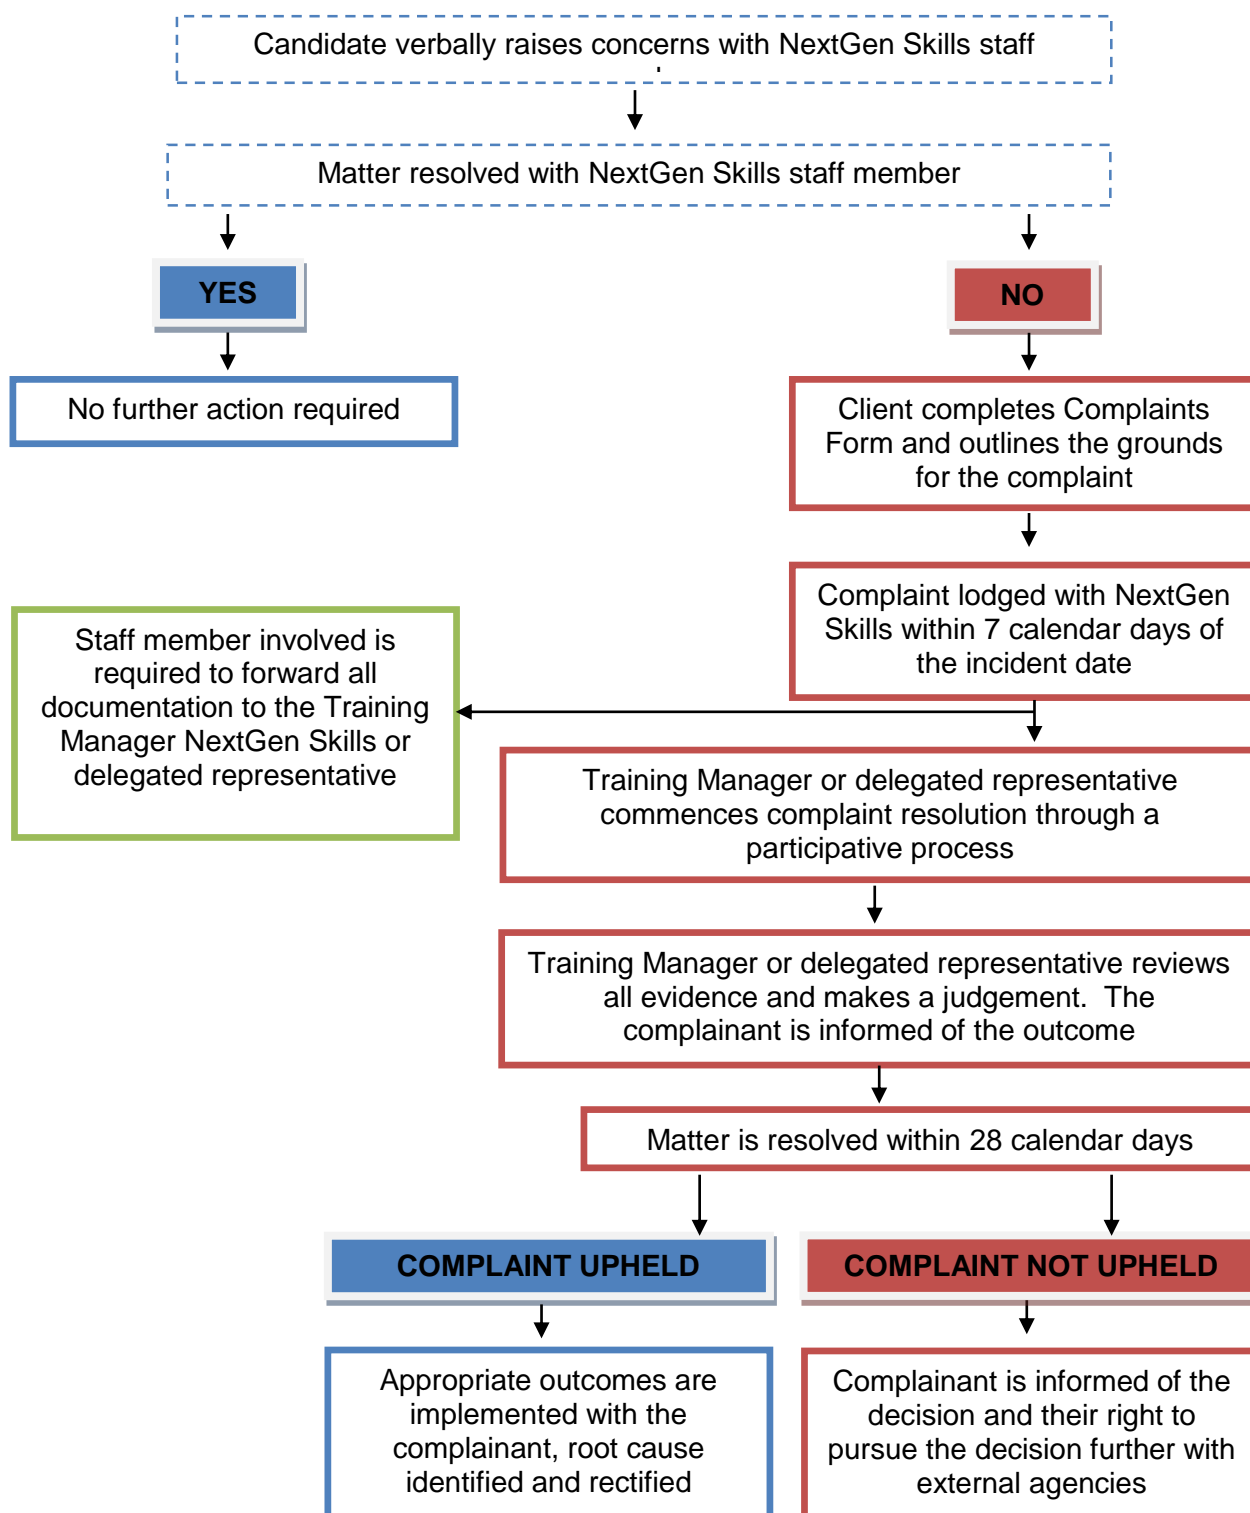 Candidate verbally raises concerns with NextGen Skills staff
Matter resolved with NextGen Skills staff member
YES
NO
No further action required
Client completes Complaints
Form and outlines the grounds
for the complaint
Complaint lodged with NextGen
Skills within 7 calendar days of
the incident date
Staff member involved is
required to forward all
documentation to the Training
Manager NextGen Skills or
delegated representative
Training Manager or delegated representative
commences complaint resolution through a
participative process
Training Manager or delegated representative reviews
all evidence and makes a judgement.  The
complainant is informed of the outcome
Matter is resolved within 28 calendar days
COMPLAINT UPHELD
COMPLAINT NOT UPHELD
Appropriate outcomes are
implemented with the
complainant, root cause
identified and rectified
Complainant is informed of the
decision and their right to
pursue the decision further with
external agencies